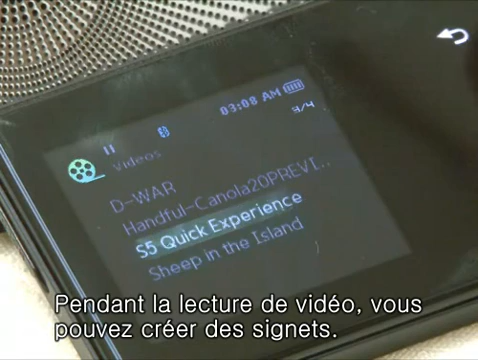 03:08 AM
3/4
Videos
D-WAR
Handful-Canola20PREVI...
S5 Quick Experience
Sheep in the Island
Pendant la lecture de vidéo, vous
pouvez créer des signets.